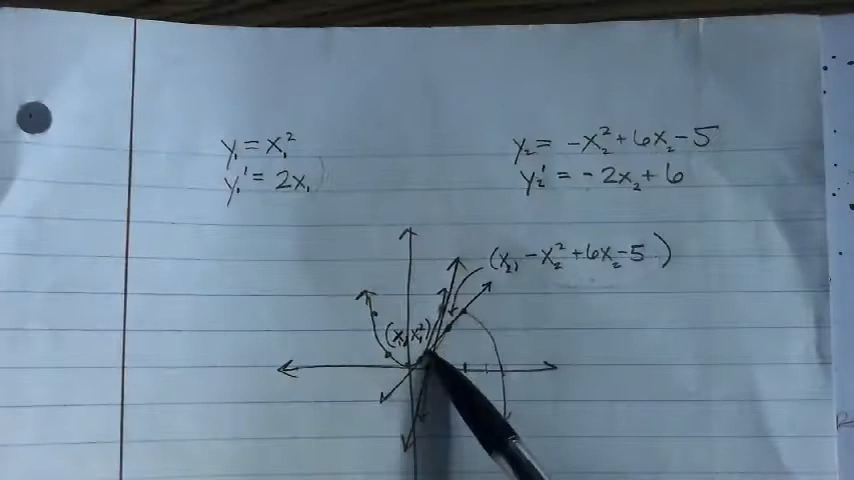 y₁ = x₁²
y₁' = 2x₁
y₂ = -x₂² + 6x₂ - 5
y₂' = -2x₂ + 6
(x₂, -x₂² + 6x₂ - 5)
(x₁, x₁²)